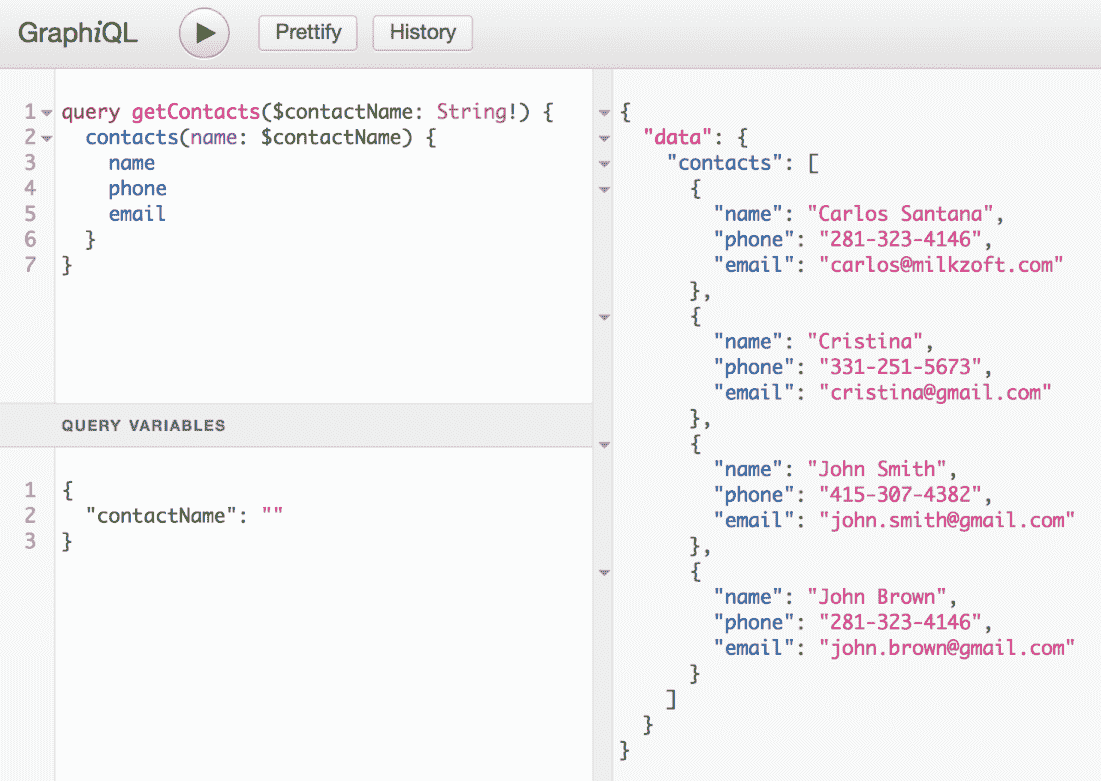 GraphiQL
Prettify
History
1 query getContacts($contactName: String!) {
2   contacts(name: $contactName) {
3     name
4     phone
5     email
6   }
7 }
QUERY VARIABLES
1 {
2   "contactName": ""
3 }
{
  "data": {
    "contacts": [
      {
        "name": "Carlos Santana",
        "phone": "281-323-4146",
        "email": "carlos@milkzoft.com"
      },
      {
        "name": "Cristina",
        "phone": "331-251-5673",
        "email": "cristina@gmail.com"
      },
      {
        "name": "John Smith",
        "phone": "415-307-4382",
        "email": "john.smith@gmail.com"
      },
      {
        "name": "John Brown",
        "phone": "281-323-4146",
        "email": "john.brown@gmail.com"
      }
    ]
  }
}